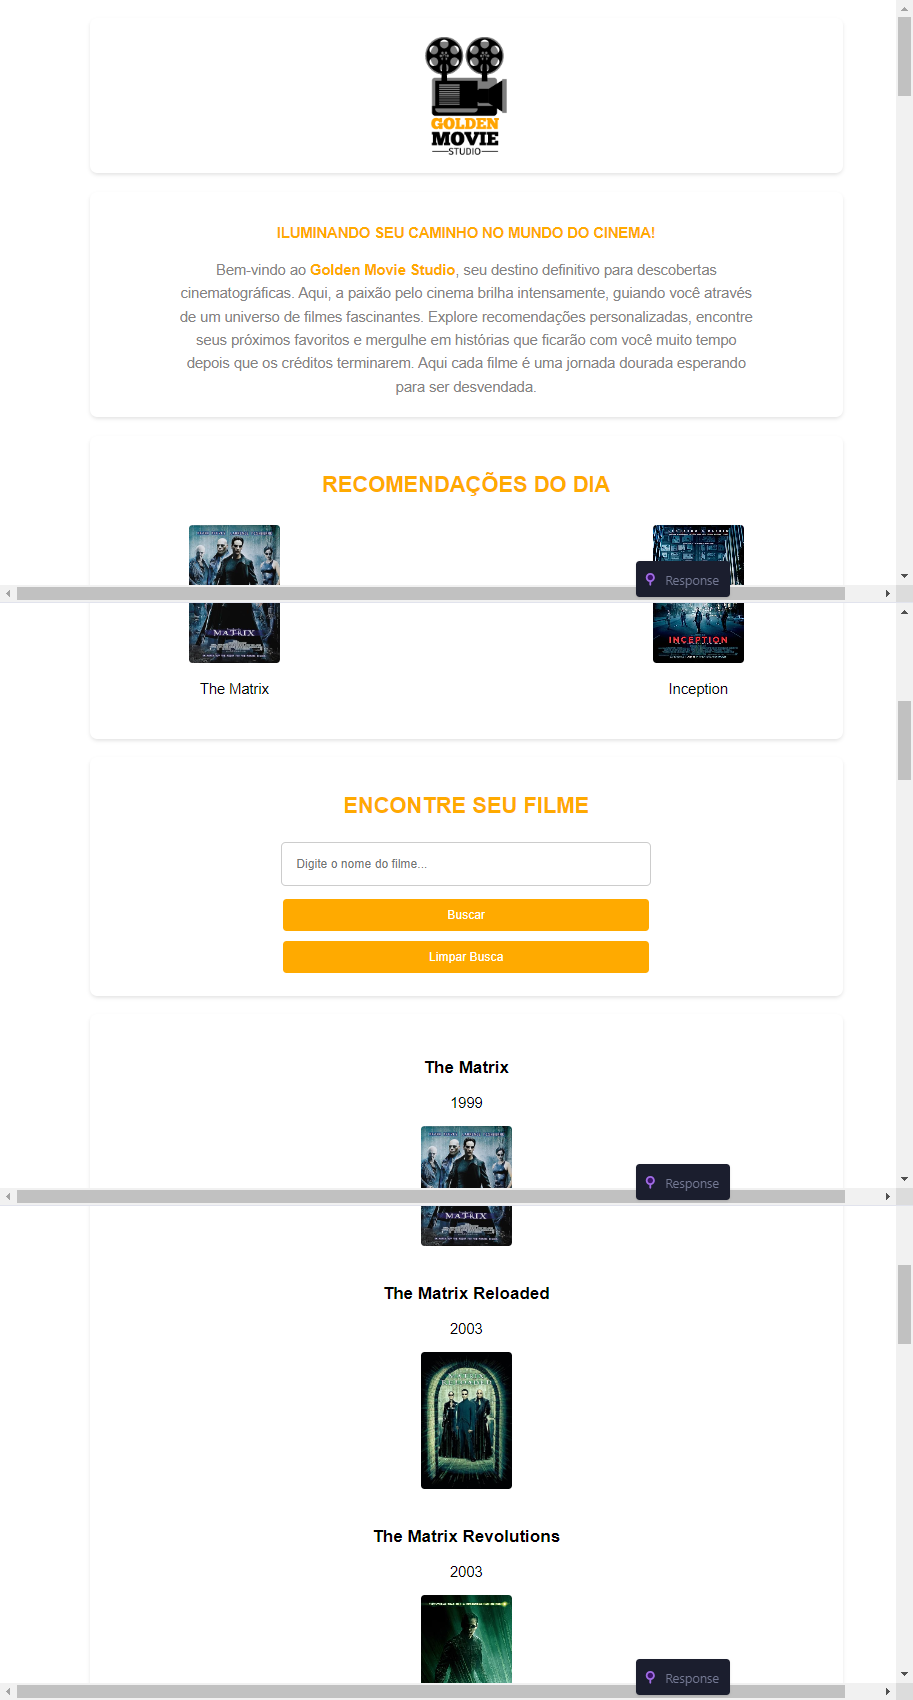 GOLDEN
MOVIE
STUDIO
ILUMINANDO SEU CAMINHO NO MUNDO DO CINEMA!
Bem-vindo ao Golden Movie Studio, seu destino definitivo para descobertas
cinematográficas. Aqui, a paixão pelo cinema brilha intensamente, guiando você através
de um universo de filmes fascinantes. Explore recomendações personalizadas, encontre
seus próximos favoritos e mergulhe em histórias que ficarão com você muito tempo
depois que os créditos terminarem. Aqui cada filme é uma jornada dourada esperando
para ser desvendada.
RECOMENDAÇÕES DO DIA
Response
MATRIX
INCEPTION
The Matrix
Inception
ENCONTRE SEU FILME
Digite o nome do filme...
Buscar
Limpar Busca
The Matrix
1999
Response
MATRIX
The Matrix Reloaded
2003
MATRIX
RELOADED
The Matrix Revolutions
2003
Response